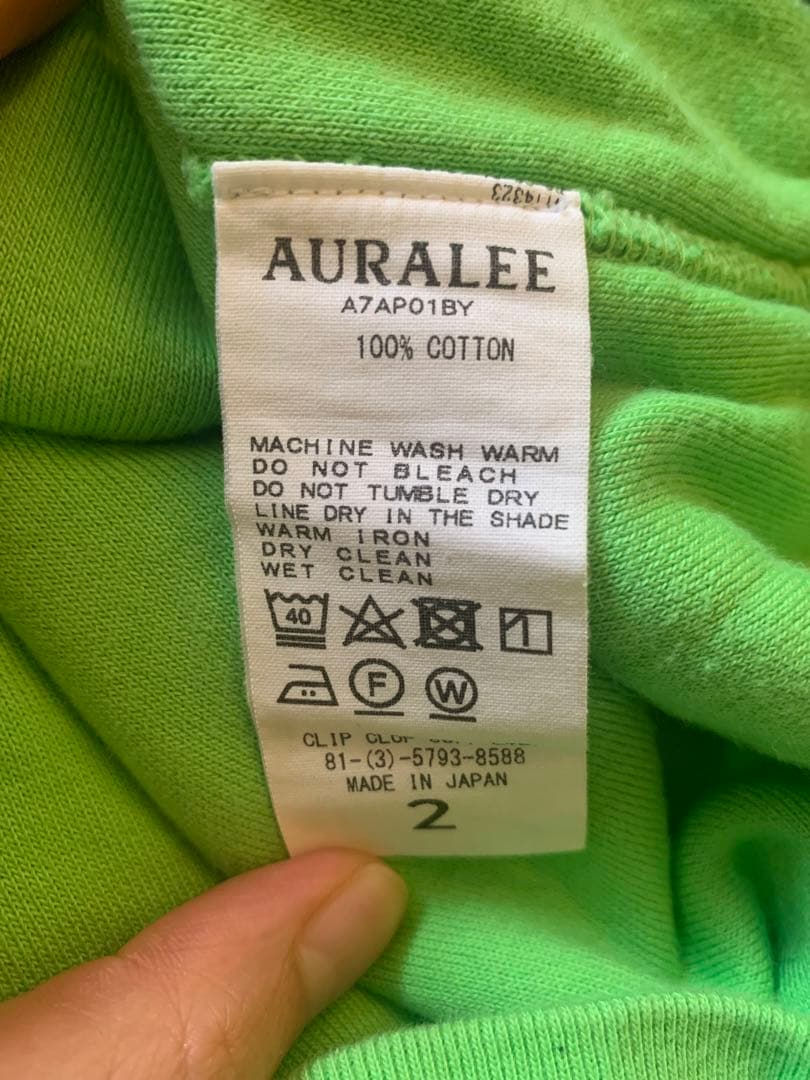 AURALEE
A7AP01BY
100% COTTON
MACHINE WASH WARM
DO NOT BLEACH
DO NOT TUMBLE DRY
LINE DRY IN THE SHADE
WARM IRON
DRY CLEAN
WET CLEAN
40
F
W
CLIP
81-(3)-5793-8588
MADE IN JAPAN
2